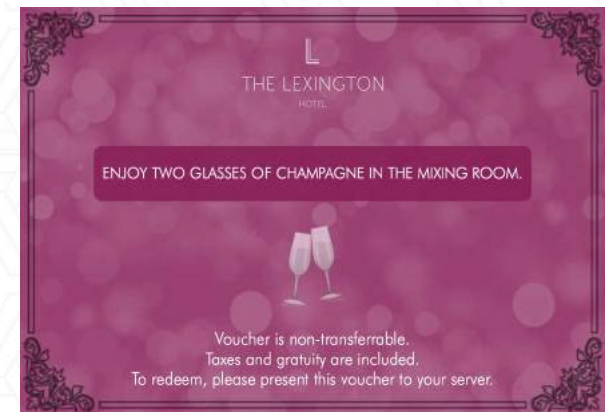 L
THE LEXINGTON
HOTEL
ENJOY TWO GLASSES OF CHAMPAGNE IN THE MIXING ROOM.
Voucher is non-transferrable.
Taxes and gratuity are included.
To redeem, please present this voucher to your server.